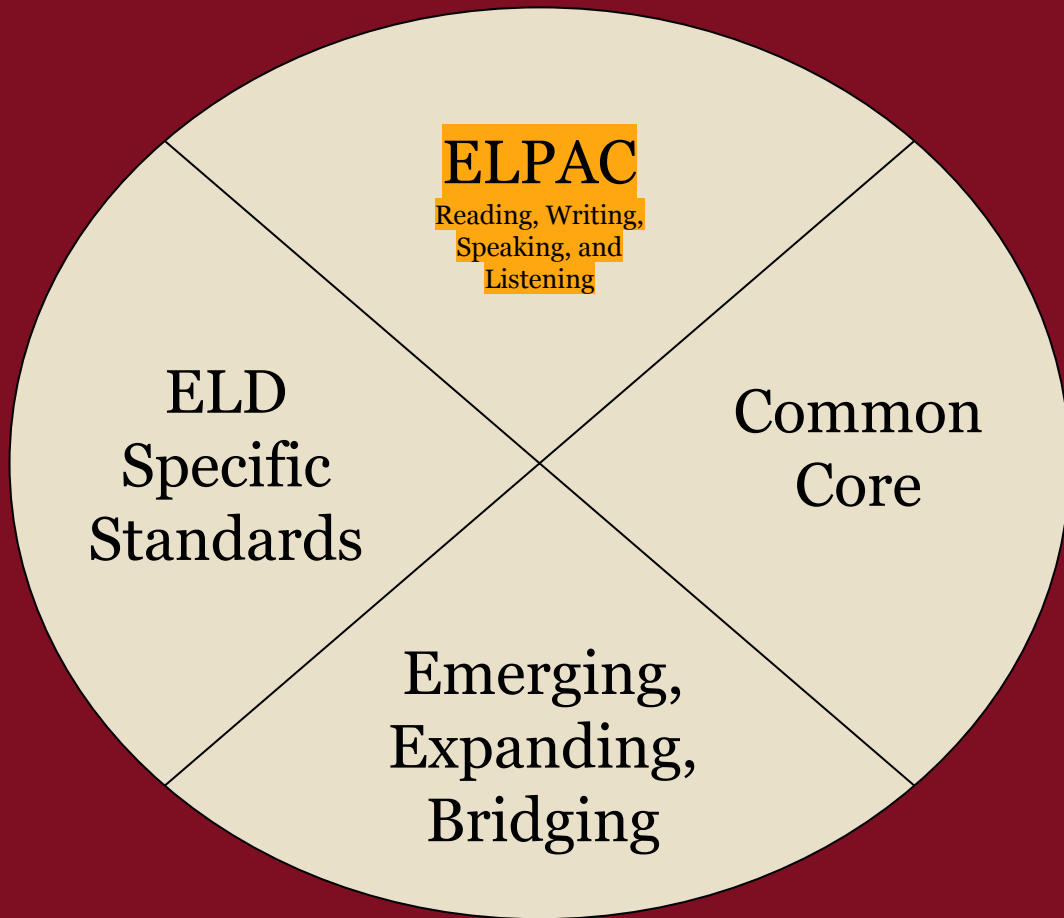 ELPAC
Reading, Writing,
Speaking, and
Listening
ELD
Specific
Standards
Common
Core
Emerging,
Expanding,
Bridging